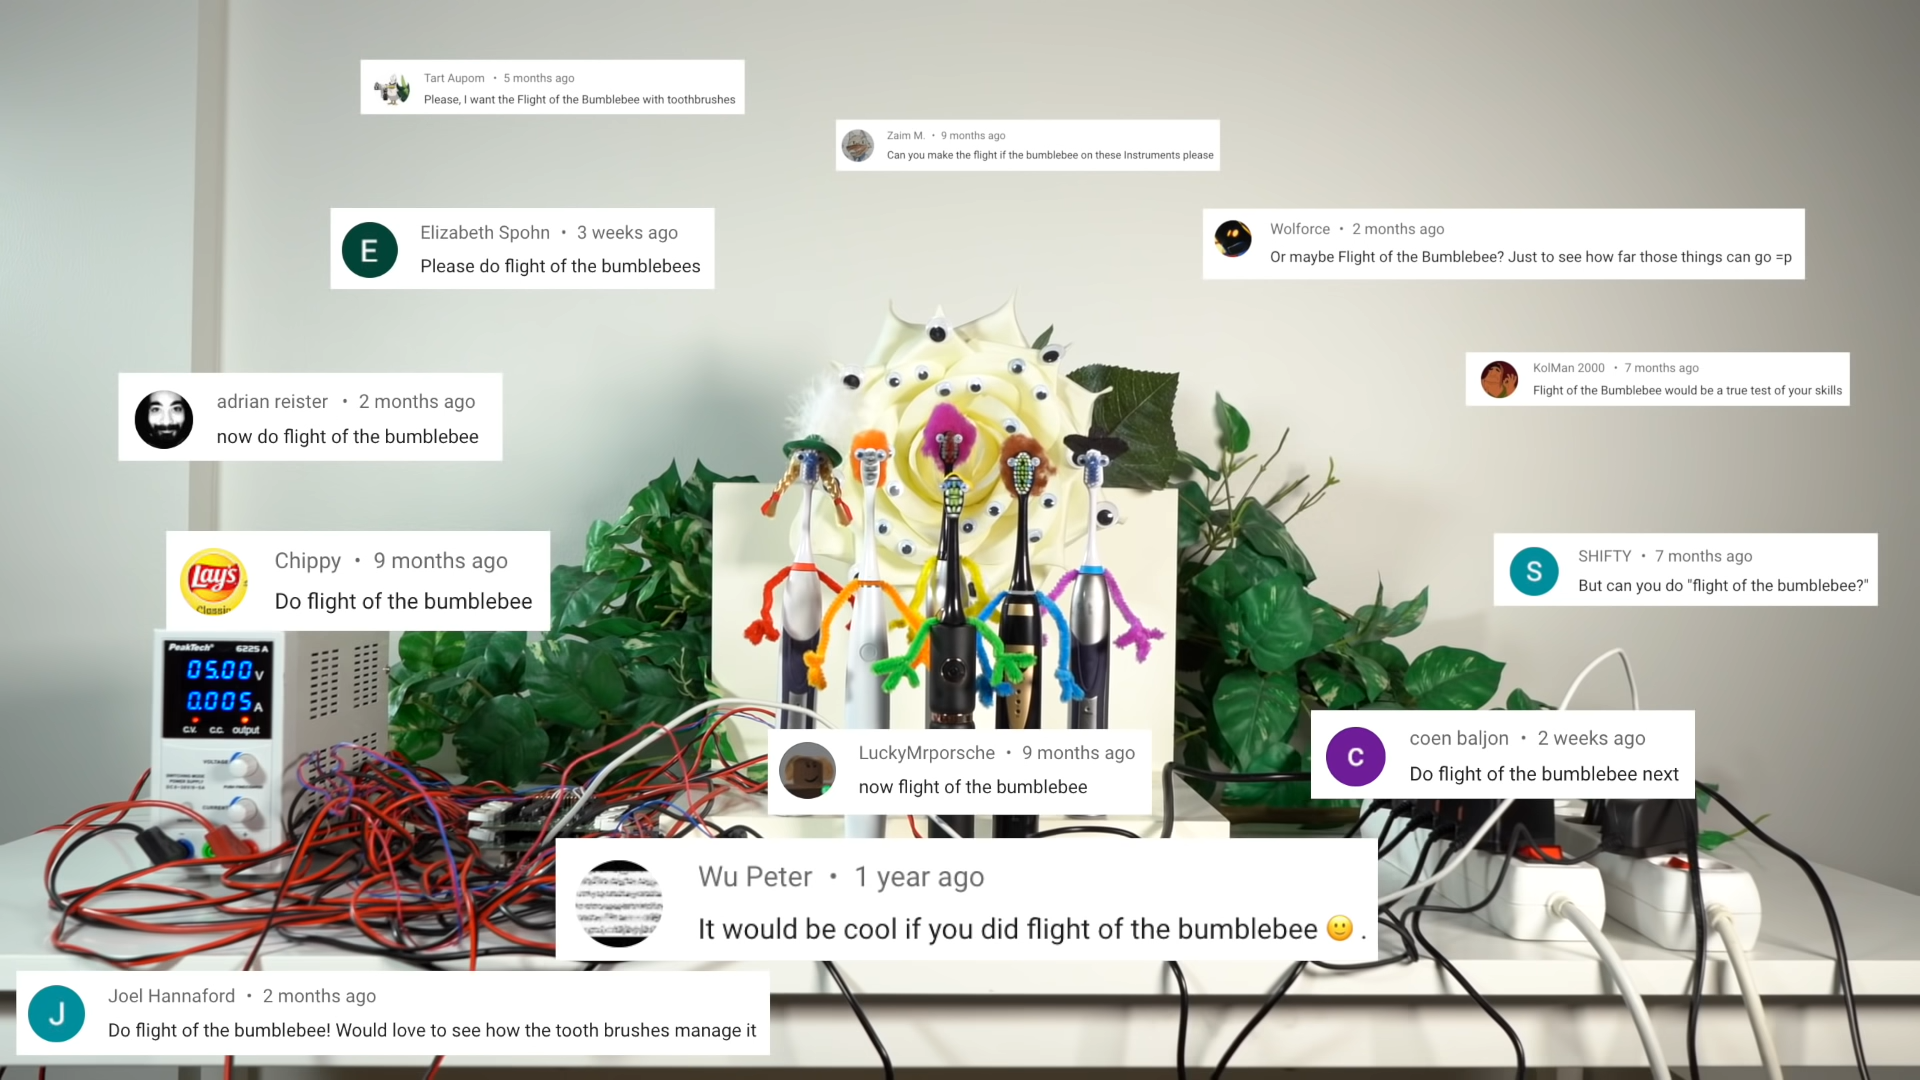 Tart Aupom • 5 months ago
Please, I want the Flight of the Bumblebee with toothbrushes
Zaim M. • 9 months ago
Can you make the flight if the bumblebee on these Instruments please
Elizabeth Spohn • 3 weeks ago
Please do flight of the bumblebees
Wolforce • 2 months ago
Or maybe Flight of the Bumblebee? Just to see how far those things can go =p
KolMan 2000 • 7 months ago
Flight of the Bumblebee would be a true test of your skills
adrian reister • 2 months ago
now do flight of the bumblebee
Lay's
Classic
Chippy • 9 months ago
Do flight of the bumblebee
E
S
SHIFTY • 7 months ago
But can you do "flight of the bumblebee?"
PeakTech® 6225 A
05.00 V
0.005 A
C.V. C.C. output
VOLTAGE
CURRENT
LuckyMrporsche • 9 months ago
now flight of the bumblebee
C
coen baljon • 2 weeks ago
Do flight of the bumblebee next
Wu Peter • 1 year ago
It would be cool if you did flight of the bumblebee 🙂 .
J
Joel Hannaford • 2 months ago
Do flight of the bumblebee! Would love to see how the tooth brushes manage it